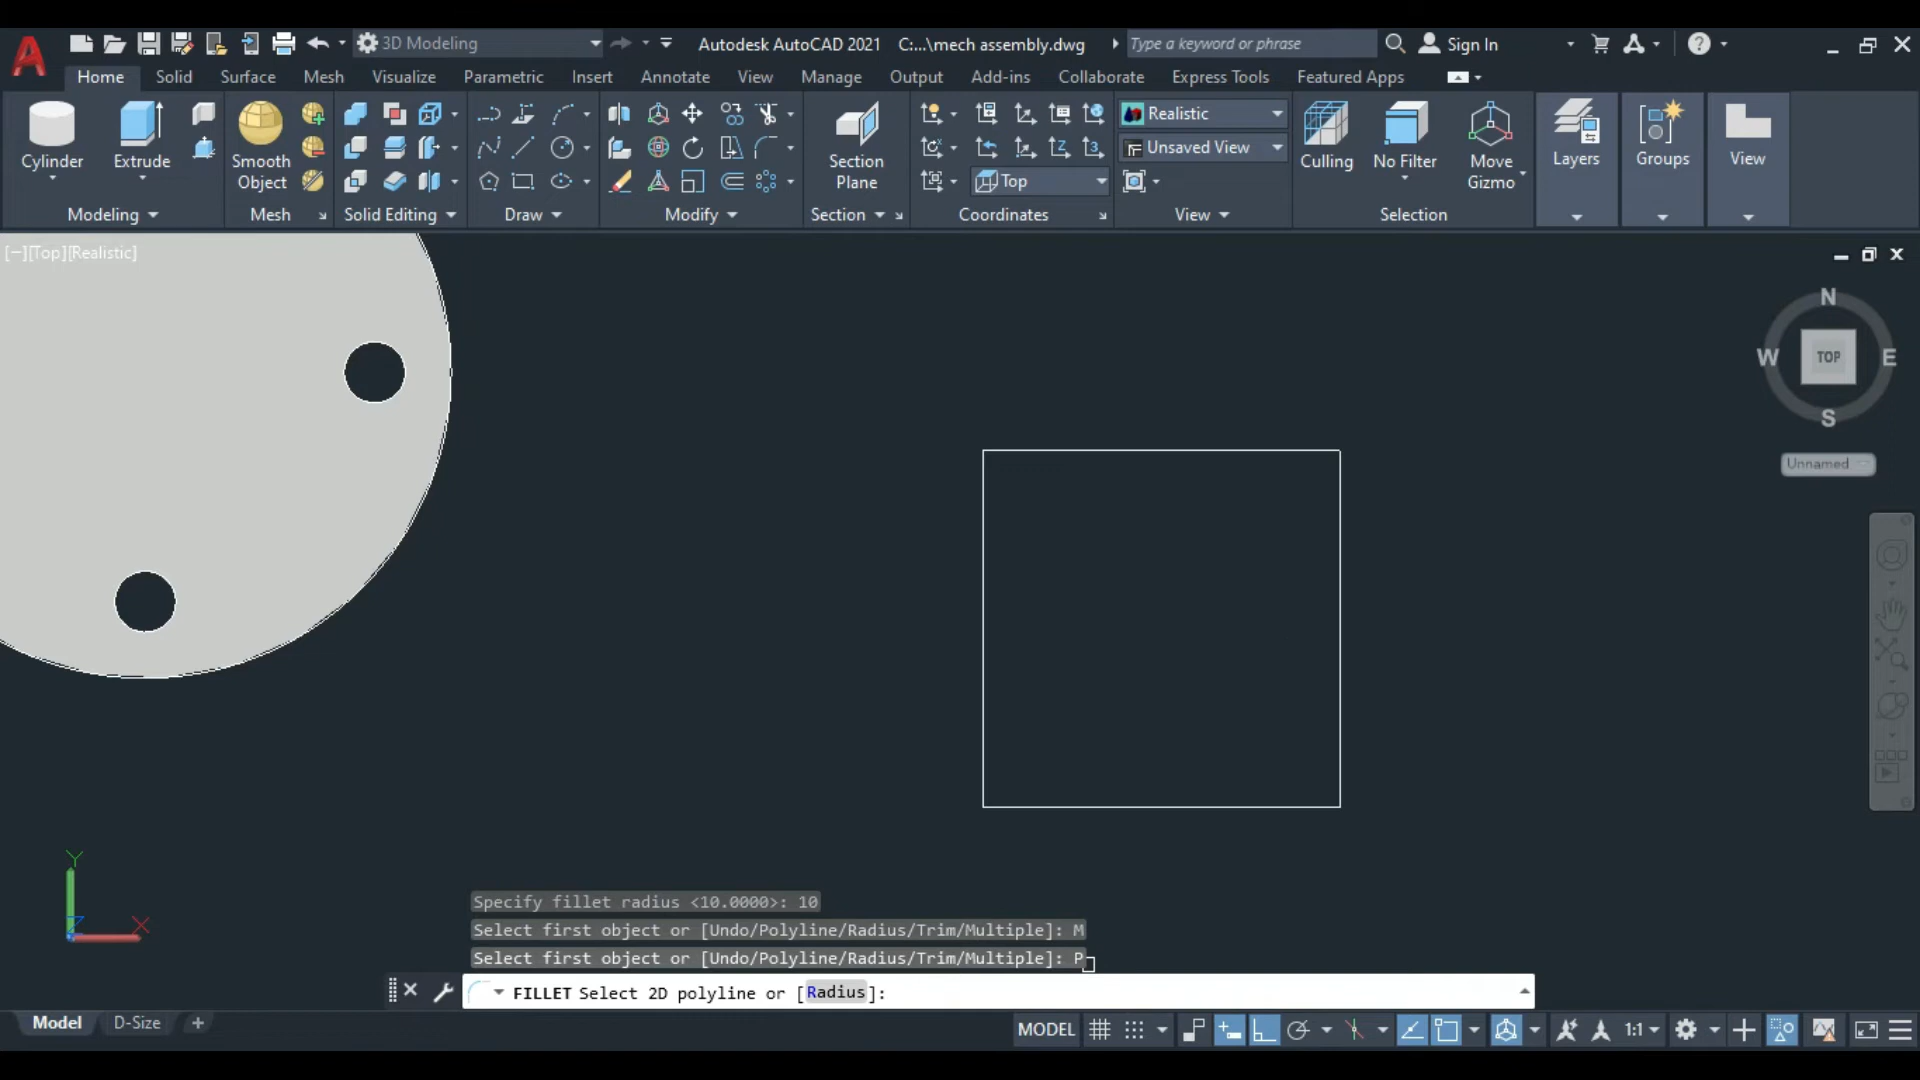 3D Modeling Autodesk AutoCAD 2021 C:...\mech assembly.dwg Type a keyword or phrase Sign In
Home Solid Surface Mesh Visualize Parametric Insert Annotate View Manage Output Add-ins Collaborate Express Tools Featured Apps
Cylinder
Extrude
Smooth
Object
Section
Plane
Realistic
Unsaved View
Top
Culling
No Filter
Move
Gizmo
Layers
Groups
View
Modeling Mesh Solid Editing Draw Modify Section Coordinates View Selection
[−][Top][Realistic]
N
W TOP E
S
Unnamed
Y
X
Specify fillet radius <10.0000>: 10
Select first object or [Undo/Polyline/Radius/Trim/Multiple]: M
Select first object or [Undo/Polyline/Radius/Trim/Multiple]: P
FILLET Select 2D polyline or [Radius]:
Model D-Size +
MODEL 1:1